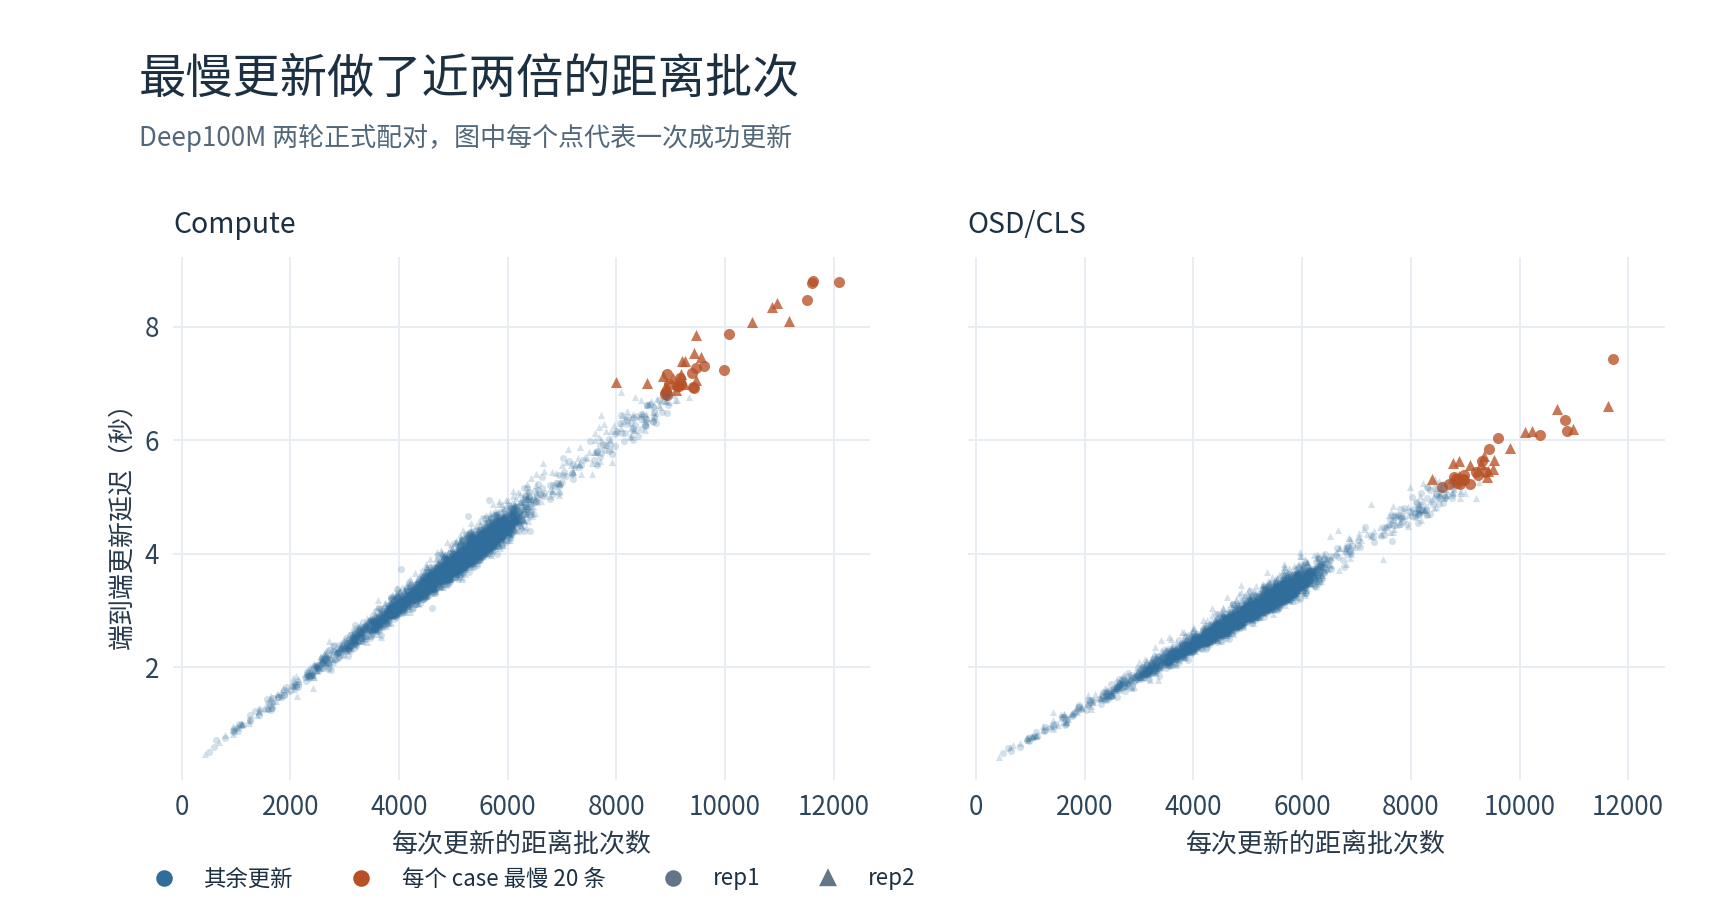 最慢更新做了近两倍的距离批次
Deep100M 两轮正式配对，图中每个点代表一次成功更新
Compute
OSD/CLS
端到端更新延迟（秒）
8
6
4
2
0 2000 4000 6000 8000 10000 12000
0 2000 4000 6000 8000 10000 12000
每次更新的距离批次数
每次更新的距离批次数
其余更新 每个 case 最慢 20 条 rep1 rep2